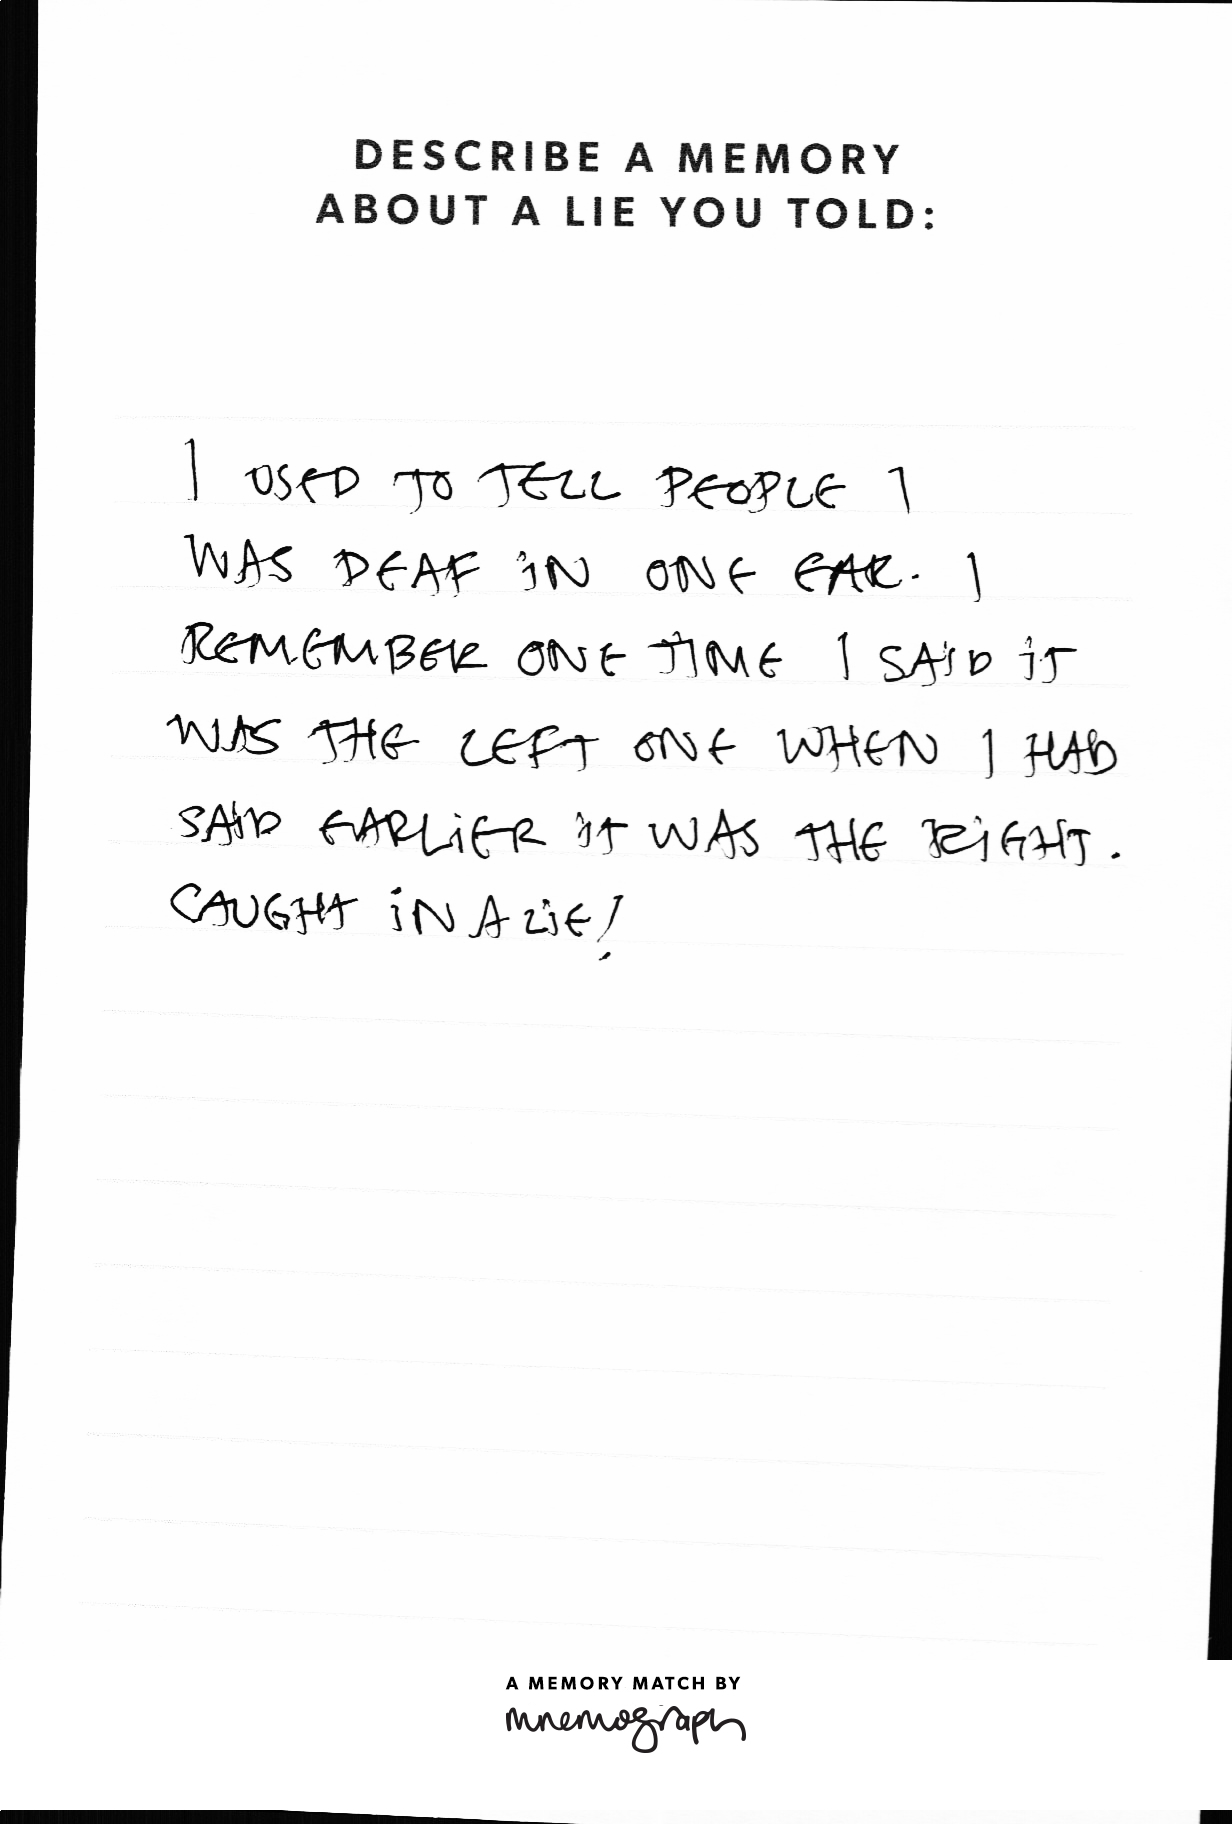 DESCRIBE A MEMORY
ABOUT A LIE YOU TOLD:
I USED TO TELL PEOPLE I
WAS DEAF iN ONE EAR. I
REMEMBER ONE TIME I SAiD iT
WAS THE LEFT ONE WHEN I HAD
SAiD EARLiER iT WAS THE RiGHT.
CAUGHT iN A LiE!
A MEMORY MATCH BY
mnemograph